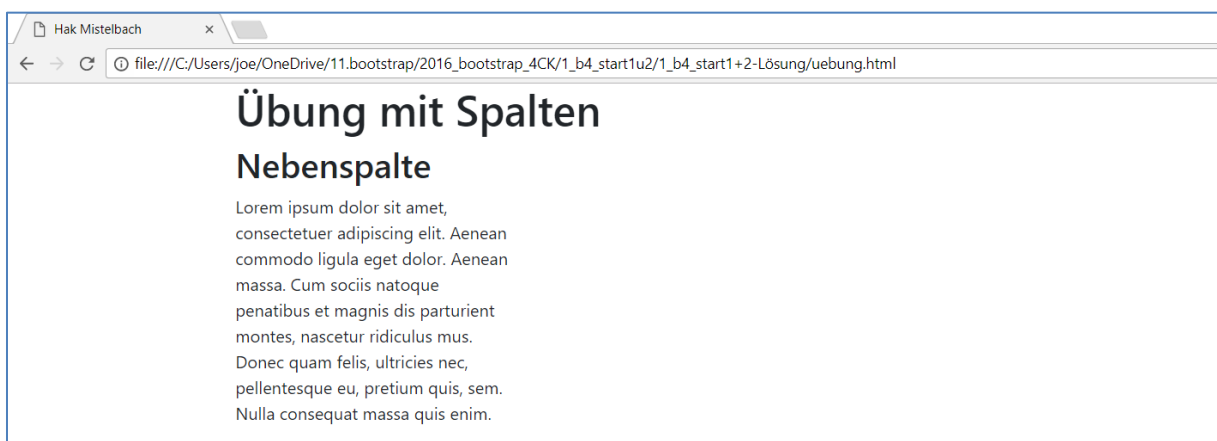 Hak Mistelbach
file:///C:/Users/joe/OneDrive/11.bootstrap/2016_bootstrap_4CK/1_b4_start1u2/1_b4_start1+2-Lösung/uebung.html
Übung mit Spalten
Nebenspalte
Lorem ipsum dolor sit amet,
consectetuer adipiscing elit. Aenean
commodo ligula eget dolor. Aenean
massa. Cum sociis natoque
penatibus et magnis dis parturient
montes, nascetur ridiculus mus.
Donec quam felis, ultricies nec,
pellentesque eu, pretium quis, sem.
Nulla consequat massa quis enim.